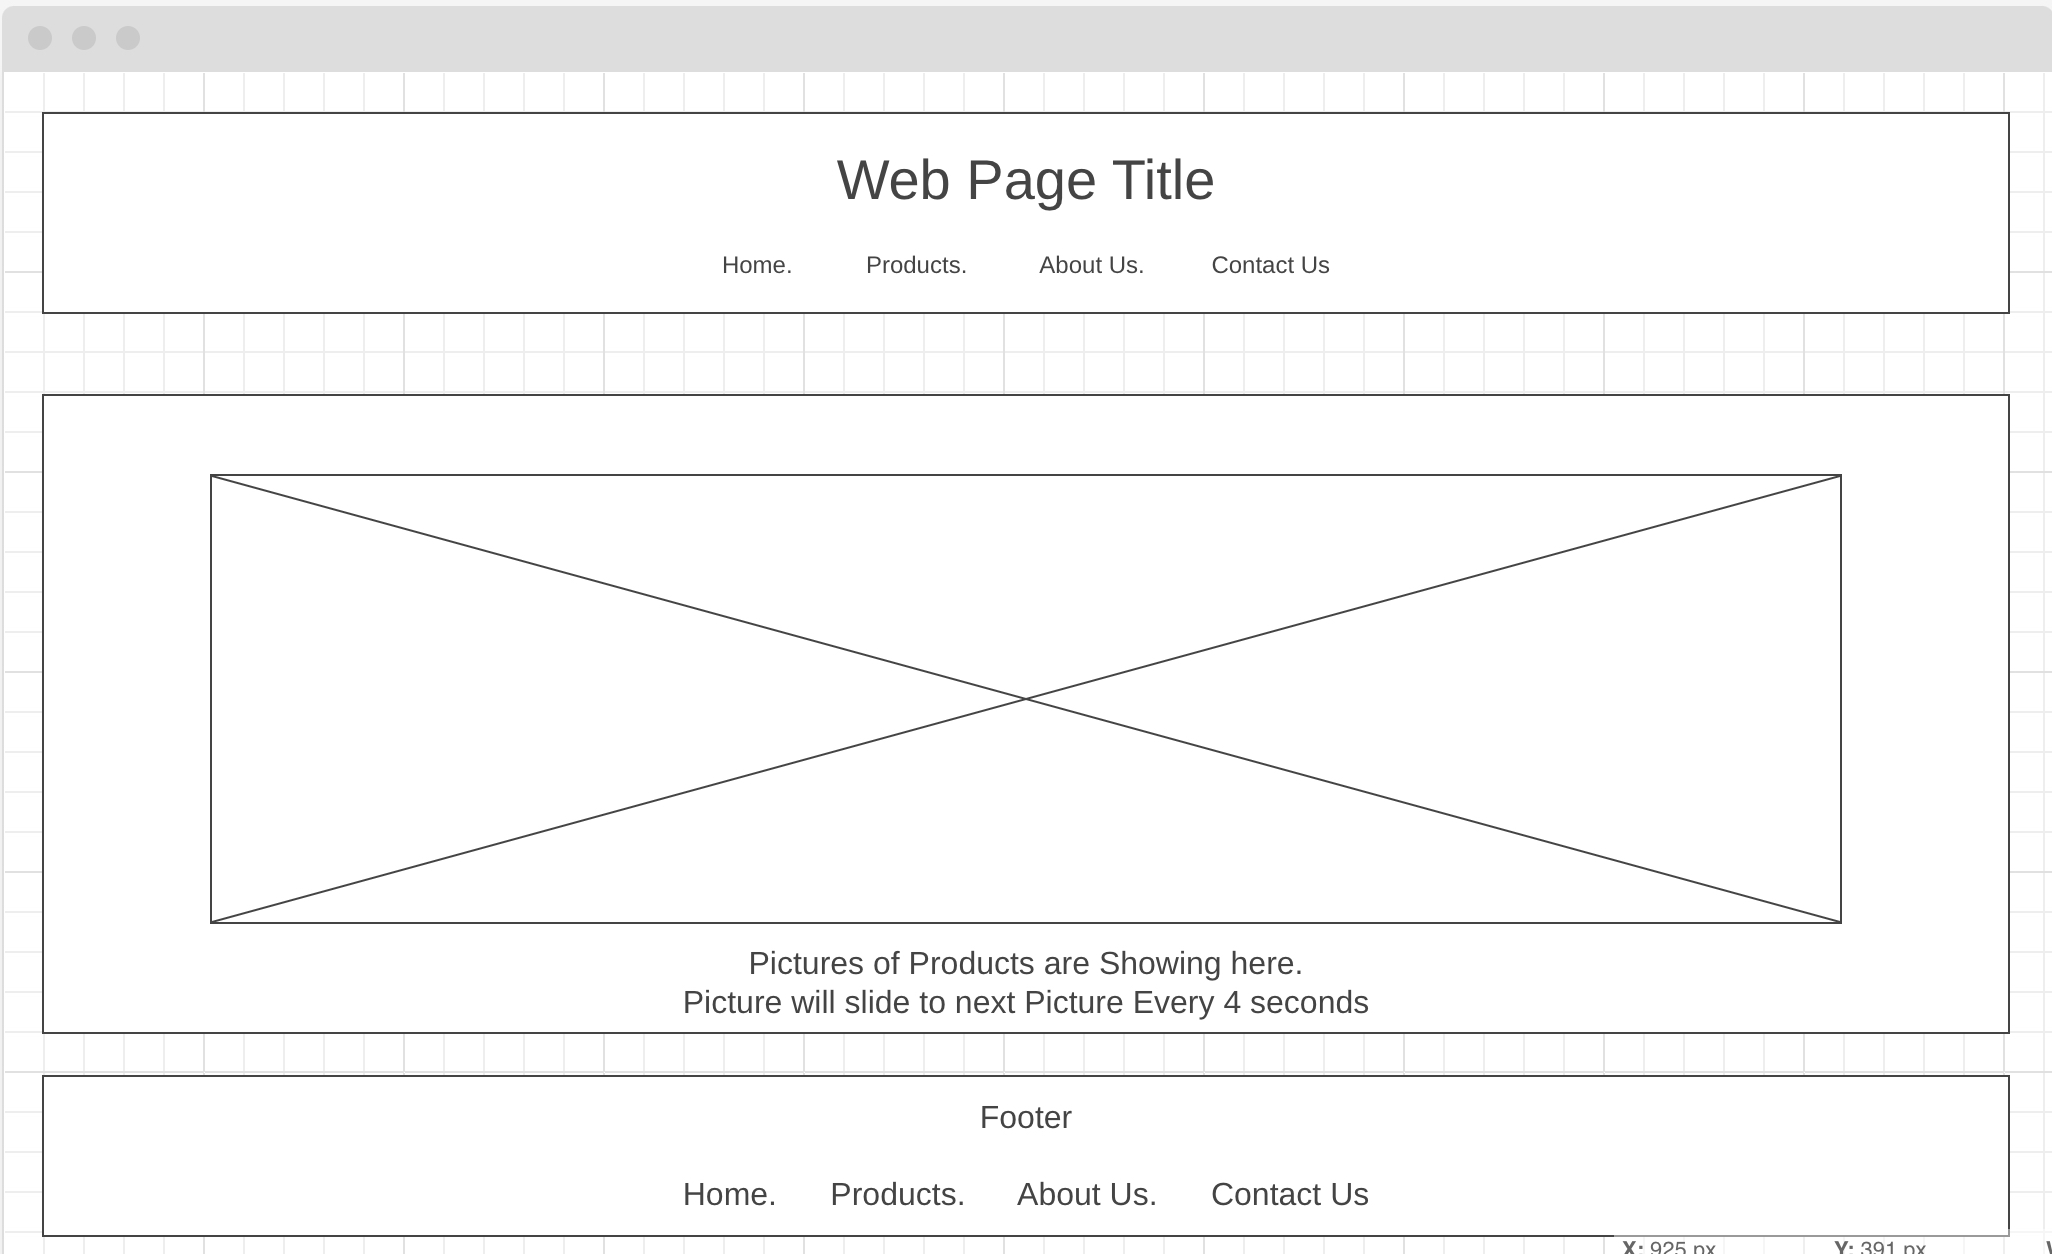 Web Page Title
Home. Products. About Us. Contact Us
Pictures of Products are Showing here.
Picture will slide to next Picture Every 4 seconds
Footer
Home. Products. About Us. Contact Us
X: 925 px Y: 391 px